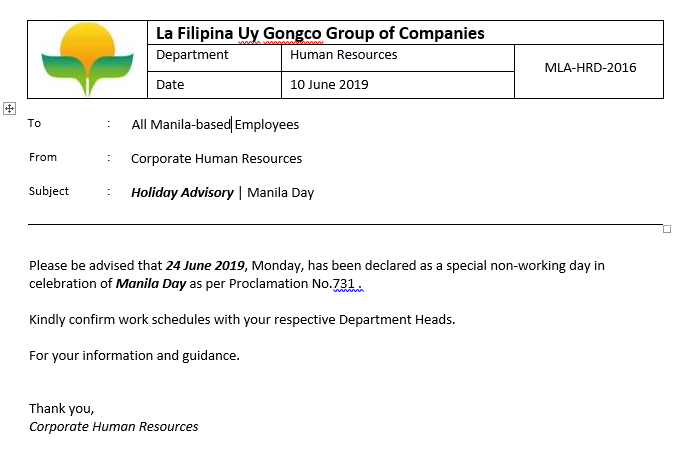 La Filipina Uy Gongco Group of Companies
Department Human Resources MLA-HRD-2016
Date 10 June 2019
To : All Manila-based Employees
From : Corporate Human Resources
Subject : Holiday Advisory | Manila Day
Please be advised that 24 June 2019, Monday, has been declared as a special non-working day in
celebration of Manila Day as per Proclamation No.731 .
Kindly confirm work schedules with your respective Department Heads.
For your information and guidance.
Thank you,
Corporate Human Resources